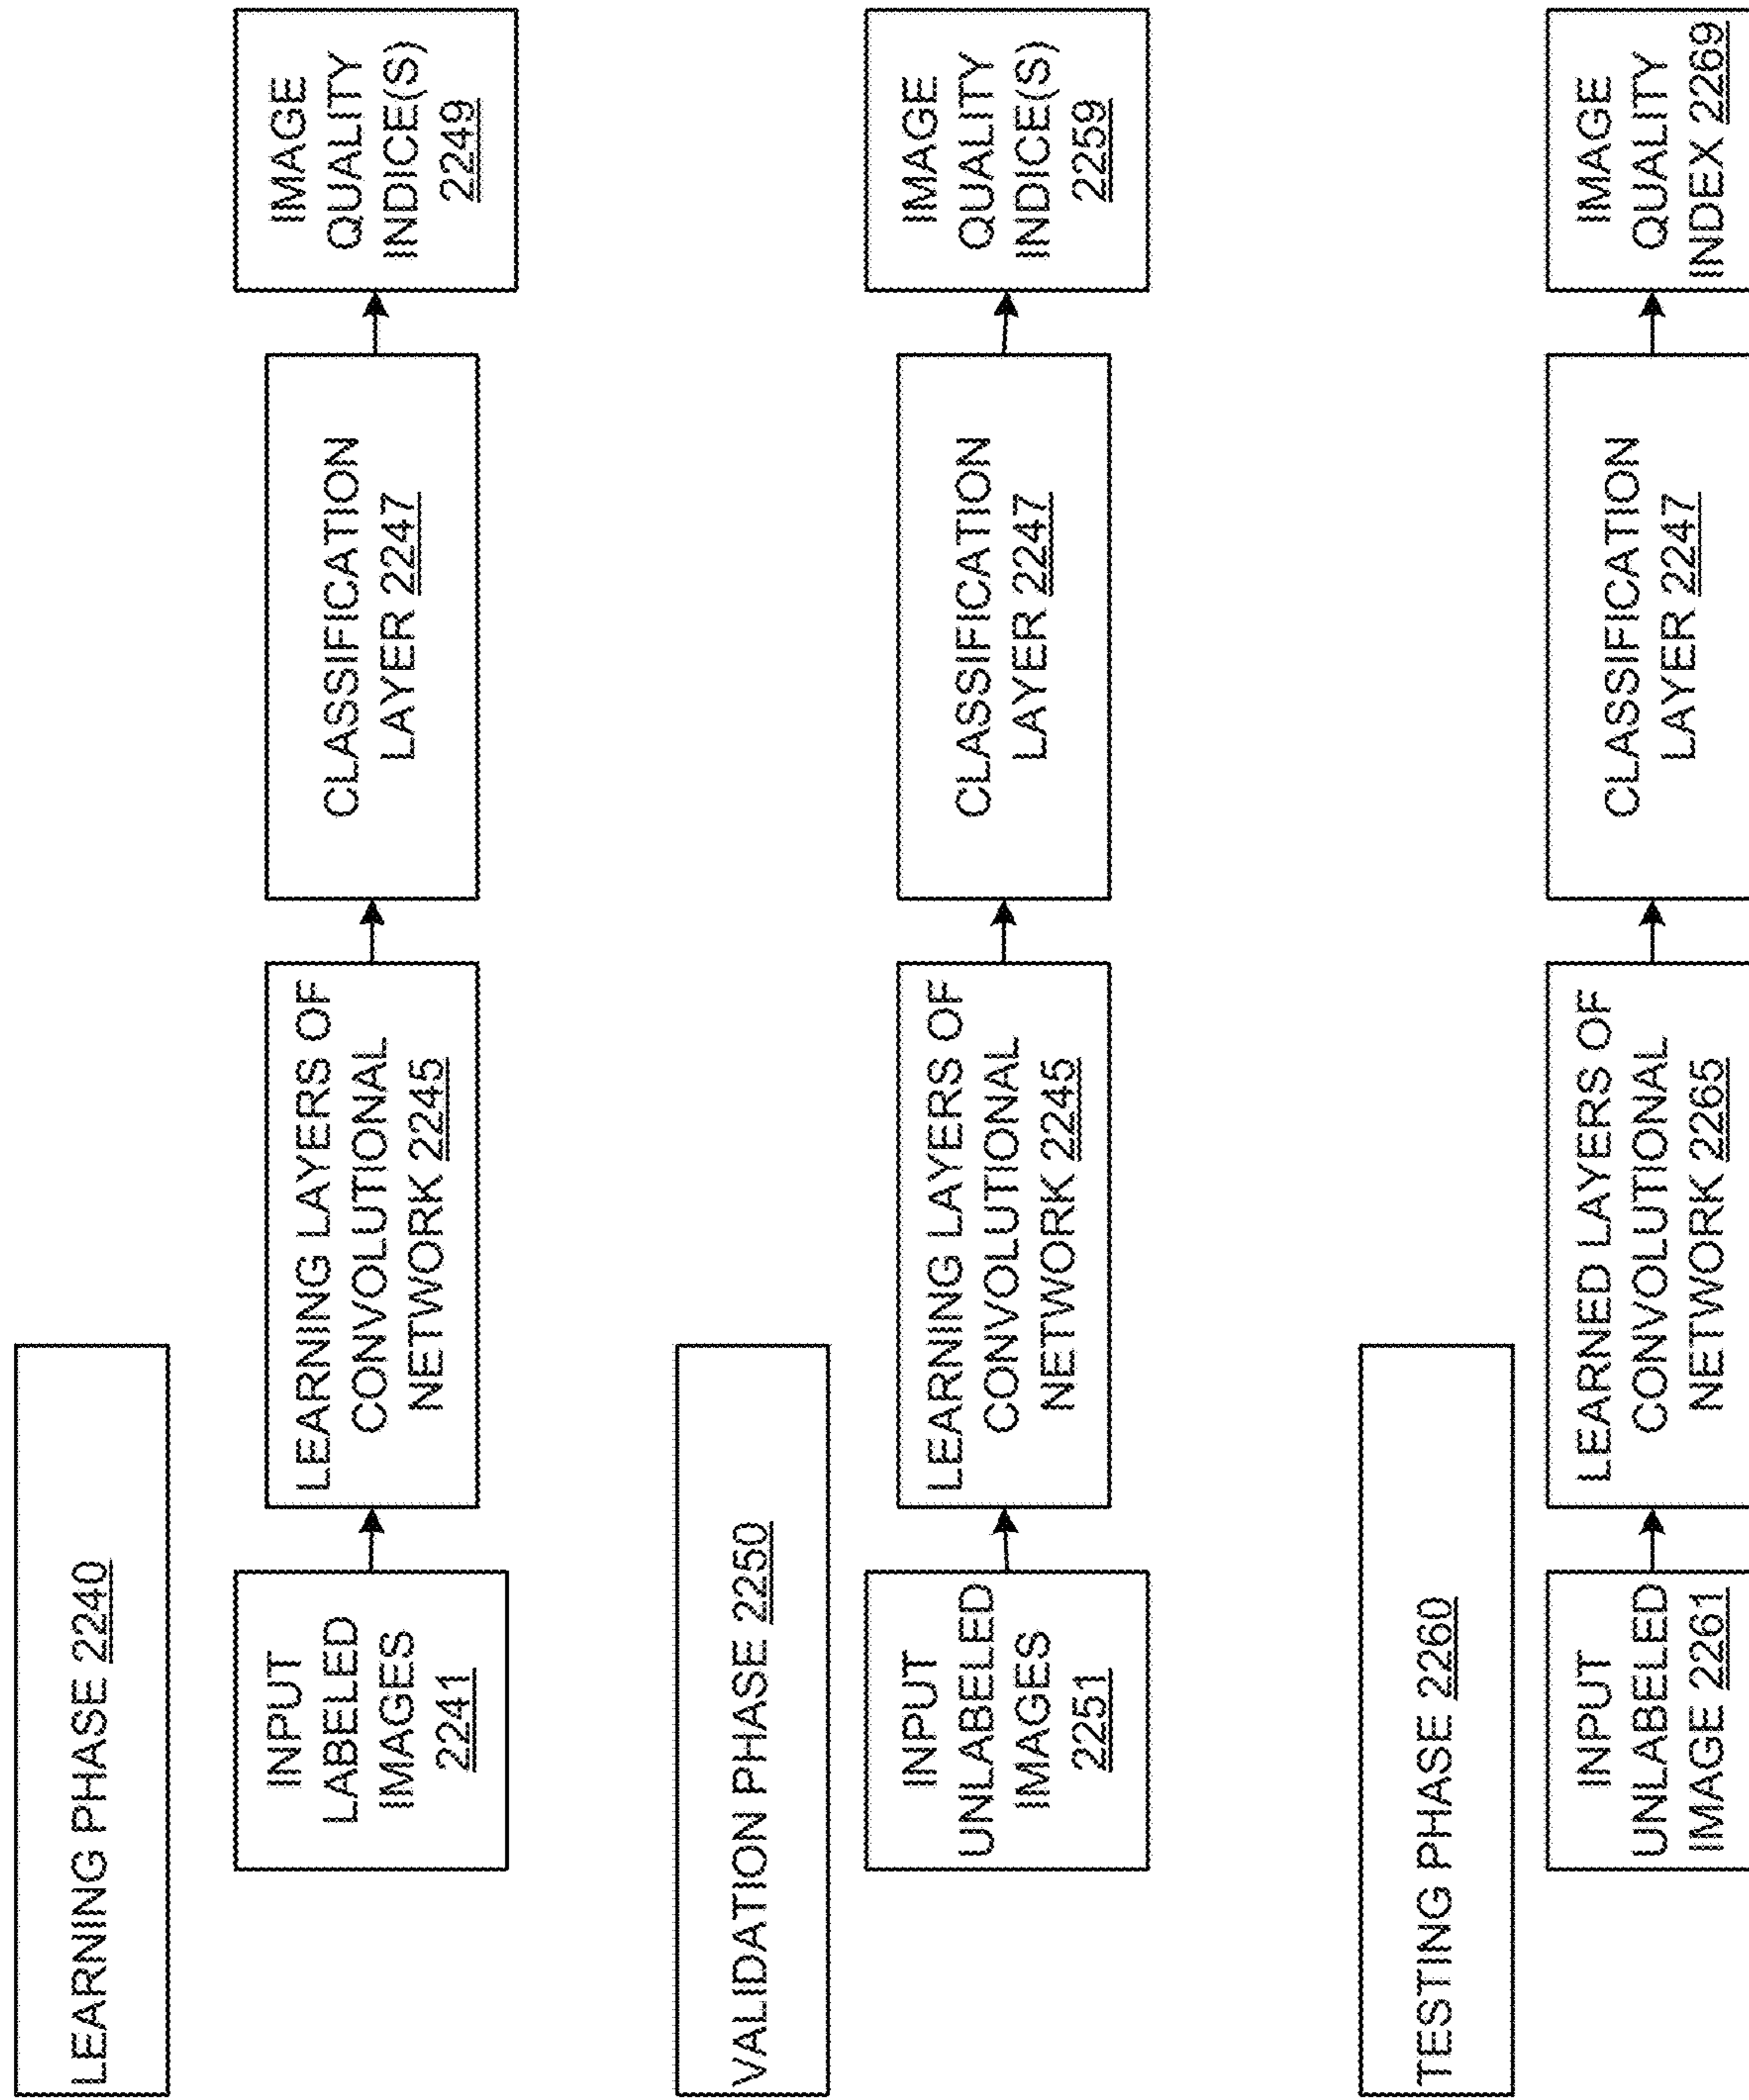 LEARNING PHASE 2240
INPUT
LABELED
IMAGES
2241
LEARNING LAYERS OF
CONVOLUTIONAL
NETWORK 2245
CLASSIFICATION
LAYER 2247
IMAGE
QUALITY
INDICE(S)
2249
VALIDATION PHASE 2250
INPUT
UNLABELED
IMAGES
2251
LEARNING LAYERS OF
CONVOLUTIONAL
NETWORK 2245
CLASSIFICATION
LAYER 2247
IMAGE
QUALITY
INDICE(S)
2259
TESTING PHASE 2260
INPUT
UNLABELED
IMAGE 2261
LEARNED LAYERS OF
CONVOLUTIONAL
NETWORK 2265
CLASSIFICATION
LAYER 2247
IMAGE
QUALITY
INDEX 2269